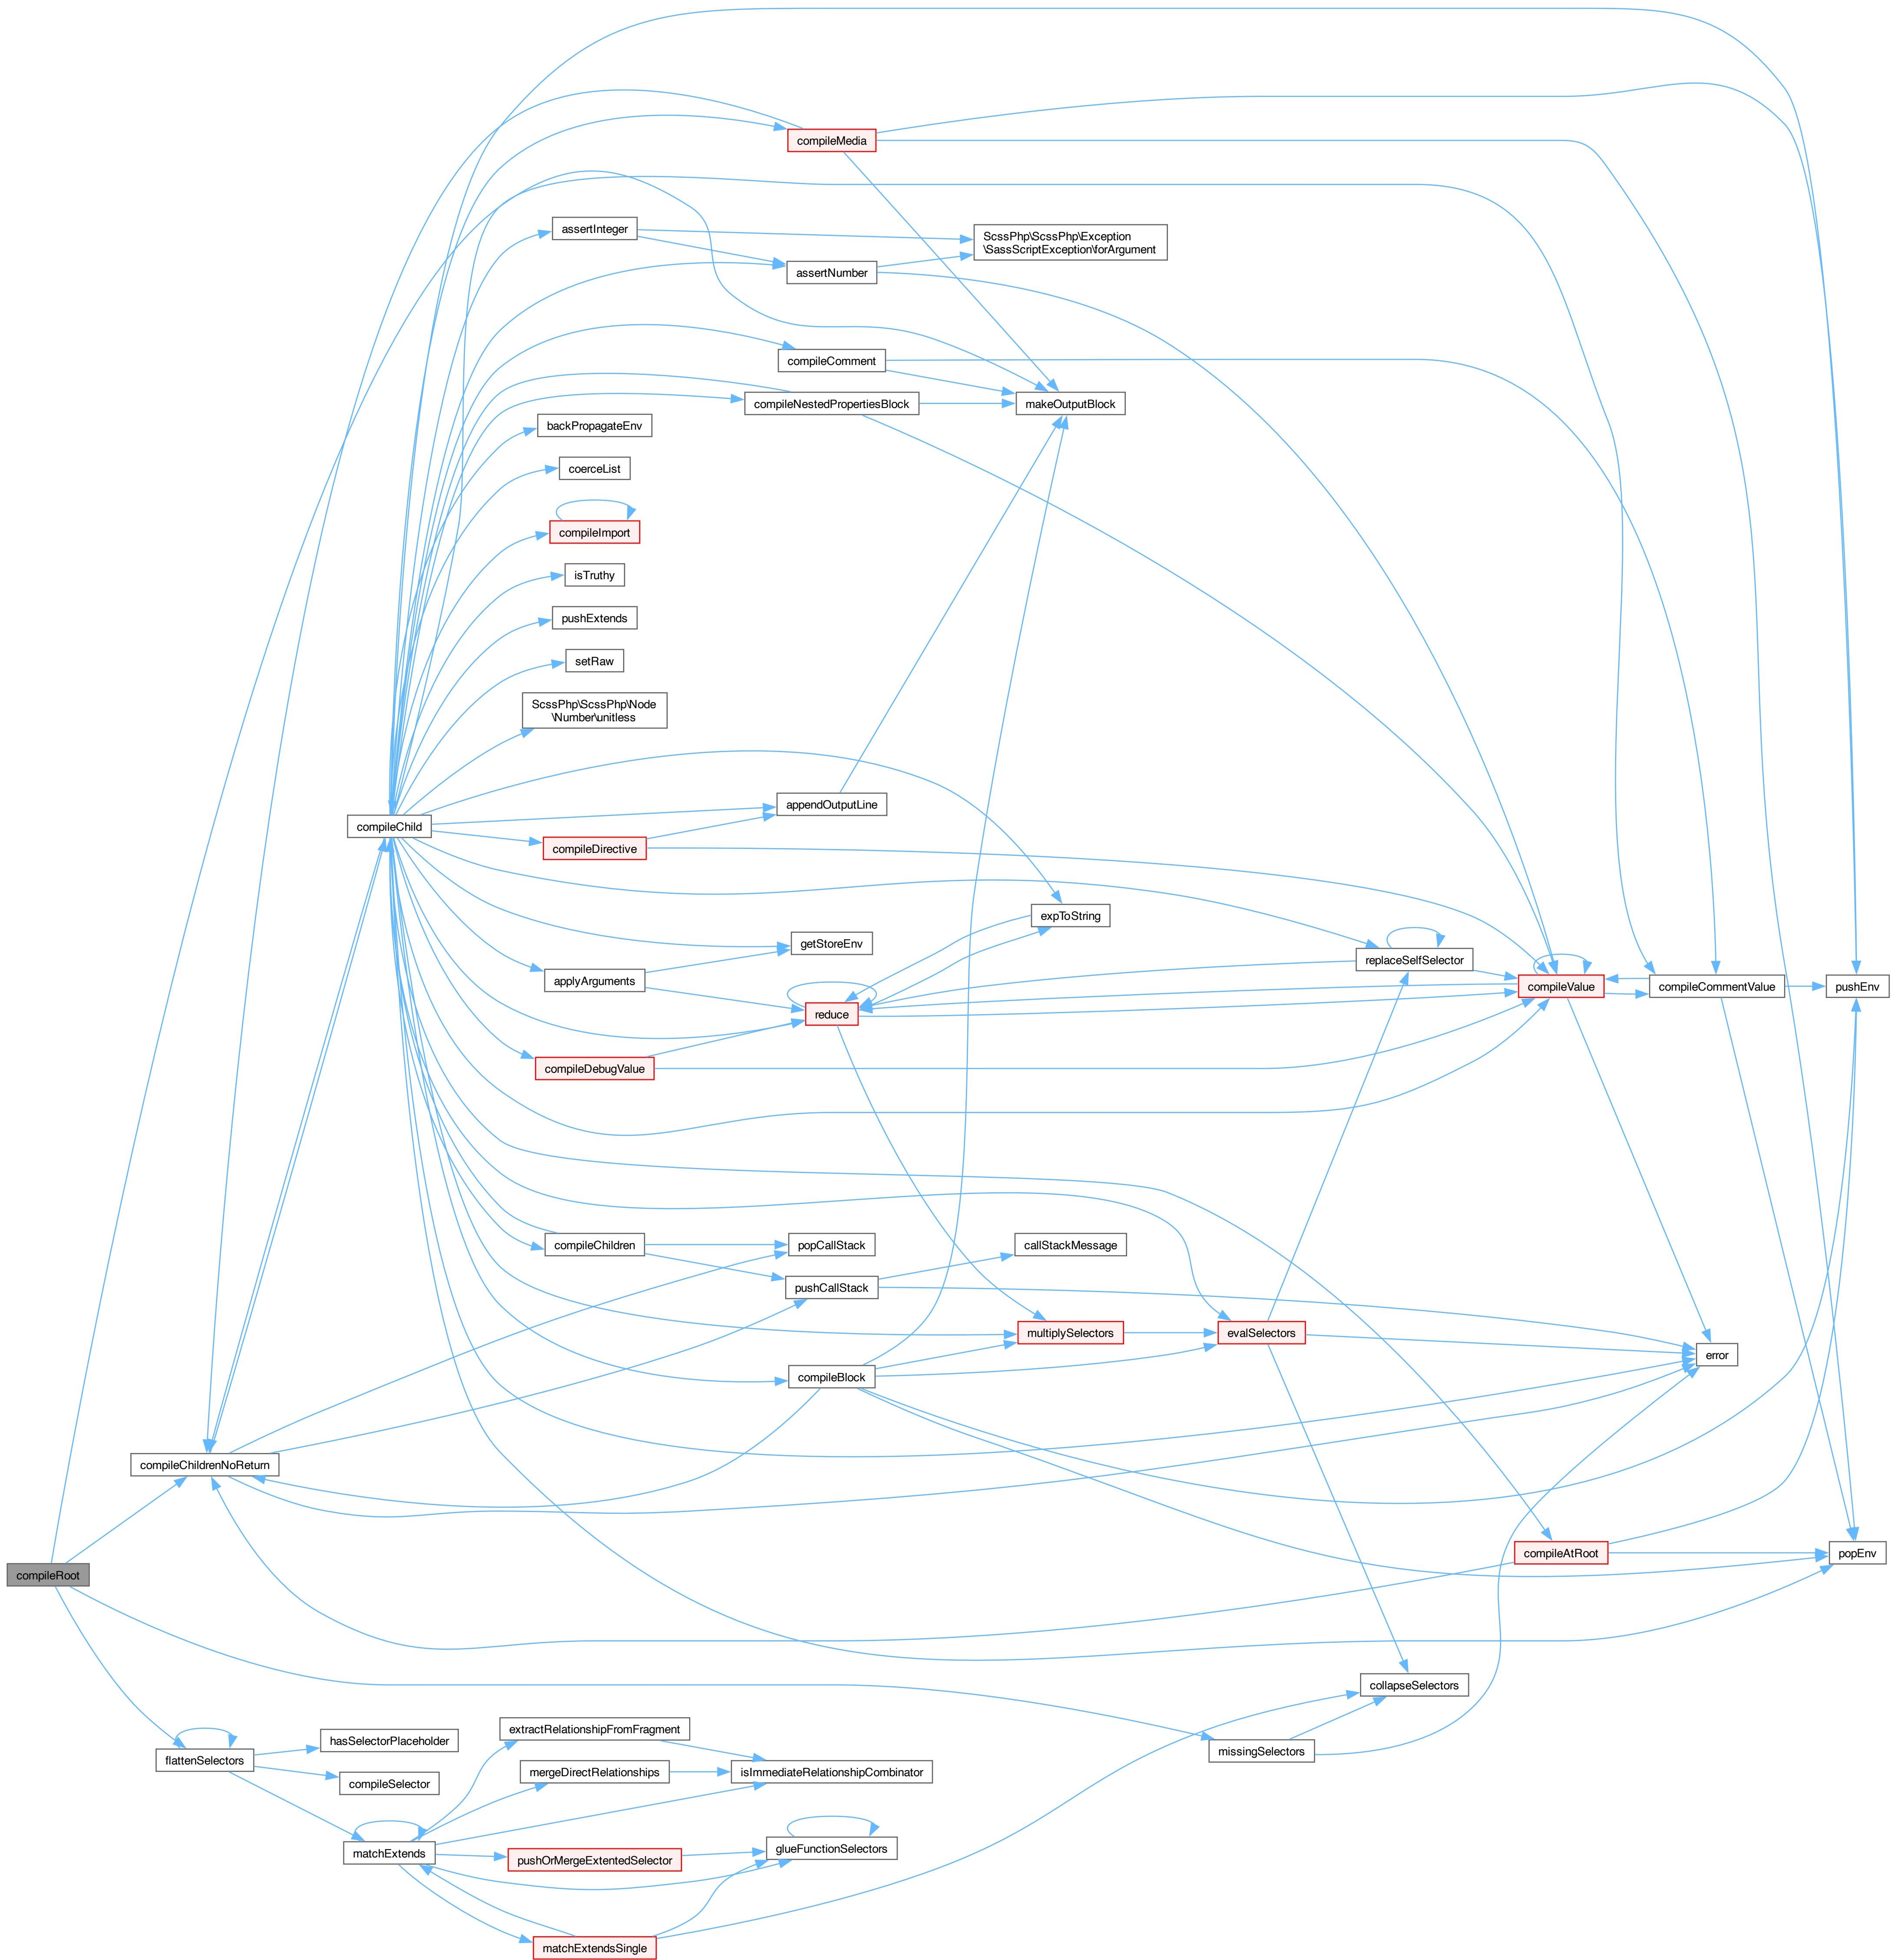 compileMedia
assertInteger
ScssPhp\ScssPhp\Exception
\SassScriptException\forArgument
assertNumber
compileComment
compileNestedPropertiesBlock
makeOutputBlock
backPropagateEnv
coerceList
compileImport
isTruthy
pushExtends
setRaw
ScssPhp\ScssPhp\Node
\Number\unitless
appendOutputLine
compileChild
compileDirective
expToString
getStoreEnv
replaceSelfSelector
applyArguments
compileValue
compileCommentValue
pushEnv
reduce
compileDebugValue
compileChildren
popCallStack
callStackMessage
pushCallStack
multiplySelectors
evalSelectors
error
compileBlock
compileChildrenNoReturn
compileAtRoot
popEnv
compileRoot
collapseSelectors
extractRelationshipFromFragment
hasSelectorPlaceholder
missingSelectors
flattenSelectors
mergeDirectRelationships
isImmediateRelationshipCombinator
compileSelector
matchExtends
glueFunctionSelectors
pushOrMergeExtentedSelector
matchExtendsSingle